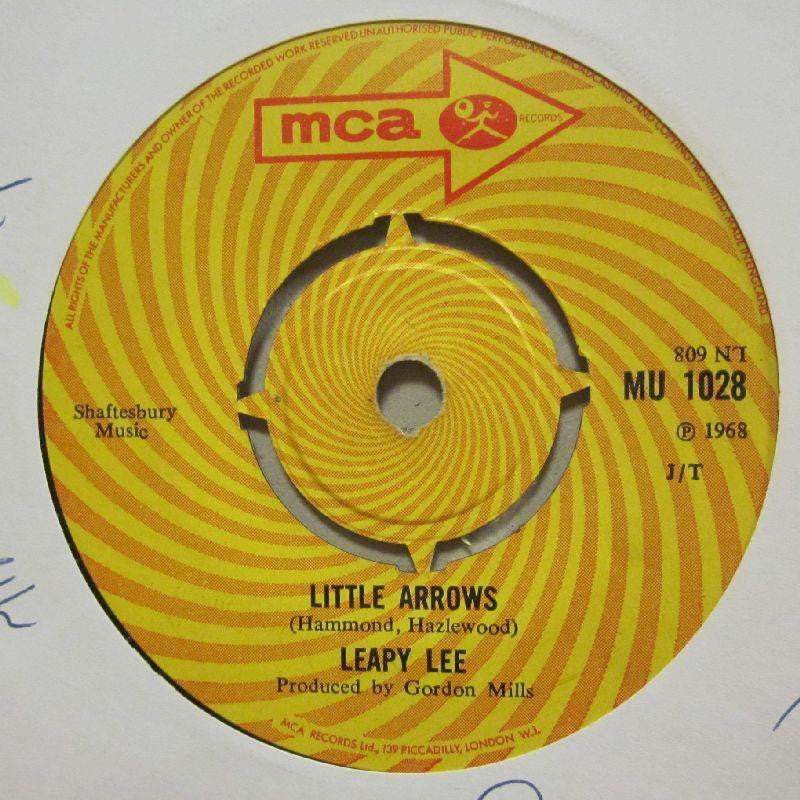 ALL RIGHTS OF THE MANUFACTURERS AND OWNER OF THE RECORDED WORK RESERVED UNAUTHORISED PUBLIC PERFORMANCE, BROADCASTING AND COPYING PROHIBITED. MADE IN ENGLAND
mca RECORDS
MU 1028
Shaftesbury
Music
℗ 1968
J/T
LITTLE ARROWS
(Hammond, Hazlewood)
LEAPY LEE
Produced by Gordon Mills
MCA RECORDS Ltd., 139 PICCADILLY, LONDON W.1.